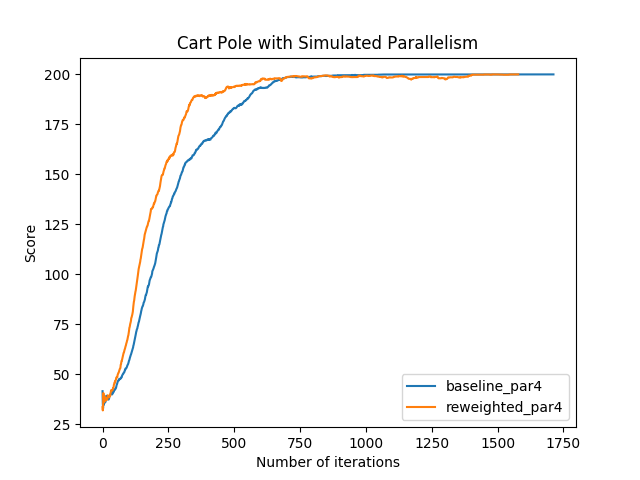 Cart Pole with Simulated Parallelism
200
175
150
125
100
75
50
25
Score
0 250 500 750 1000 1250 1500 1750
Number of iterations
baseline_par4
reweighted_par4